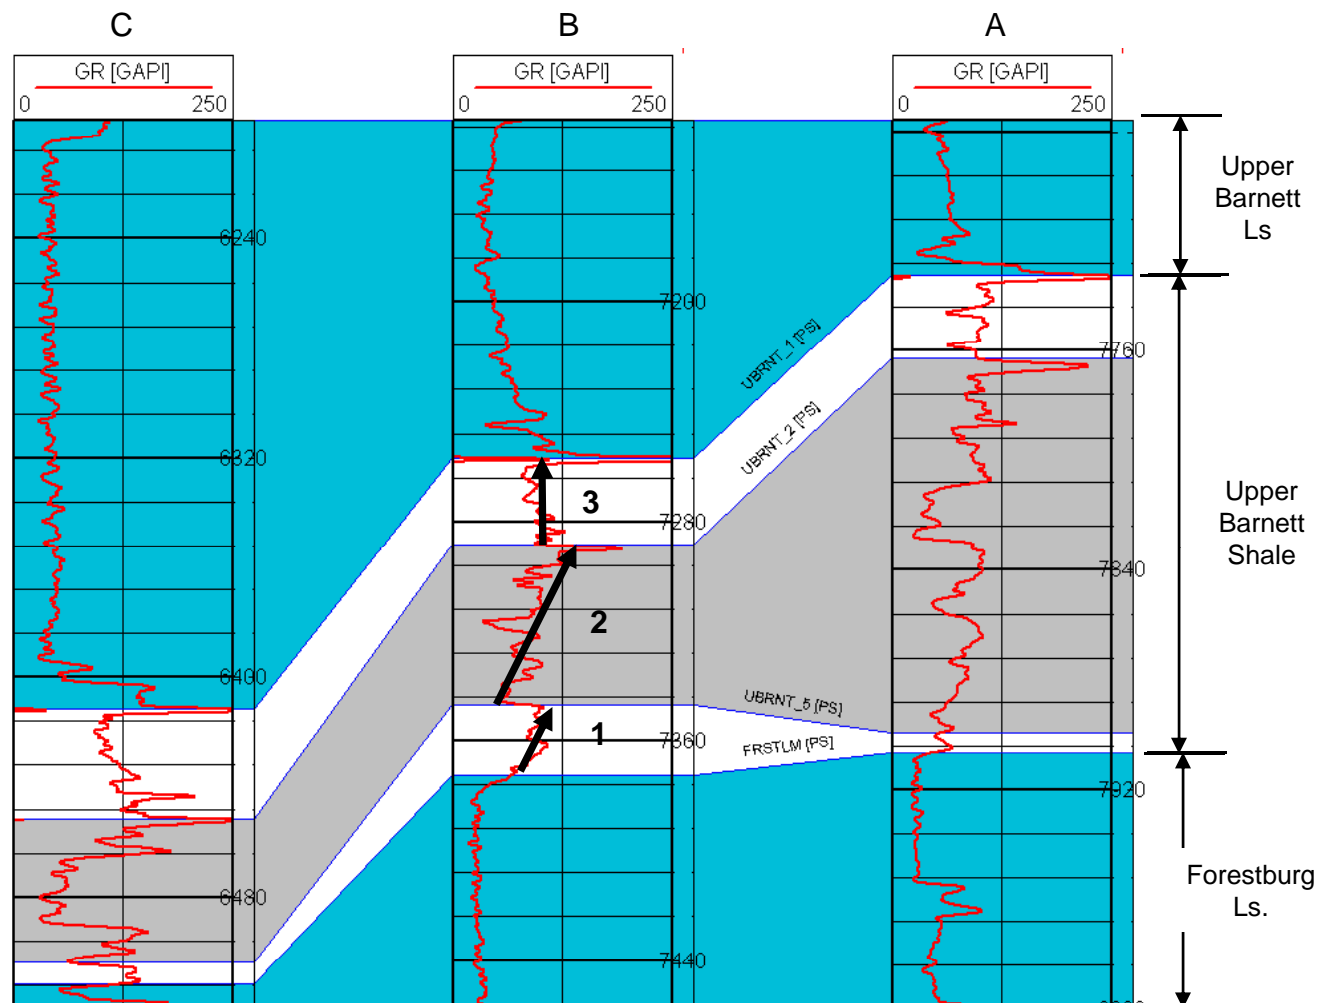 C
B
A
GR [GAPI]
GR [GAPI]
GR [GAPI]
0 250
0 250
0 250
Upper
Barnett
Ls
6240
7200
UBRNT_1 [PS]
7760
UBRNT_2 [PS]
6320
3
7280
Upper
Barnett
Shale
7840
2
6400
UBRNT_5 [PS]
1
7360
FRSTLM [PS]
7920
6480
Forestburg
Ls.
7440